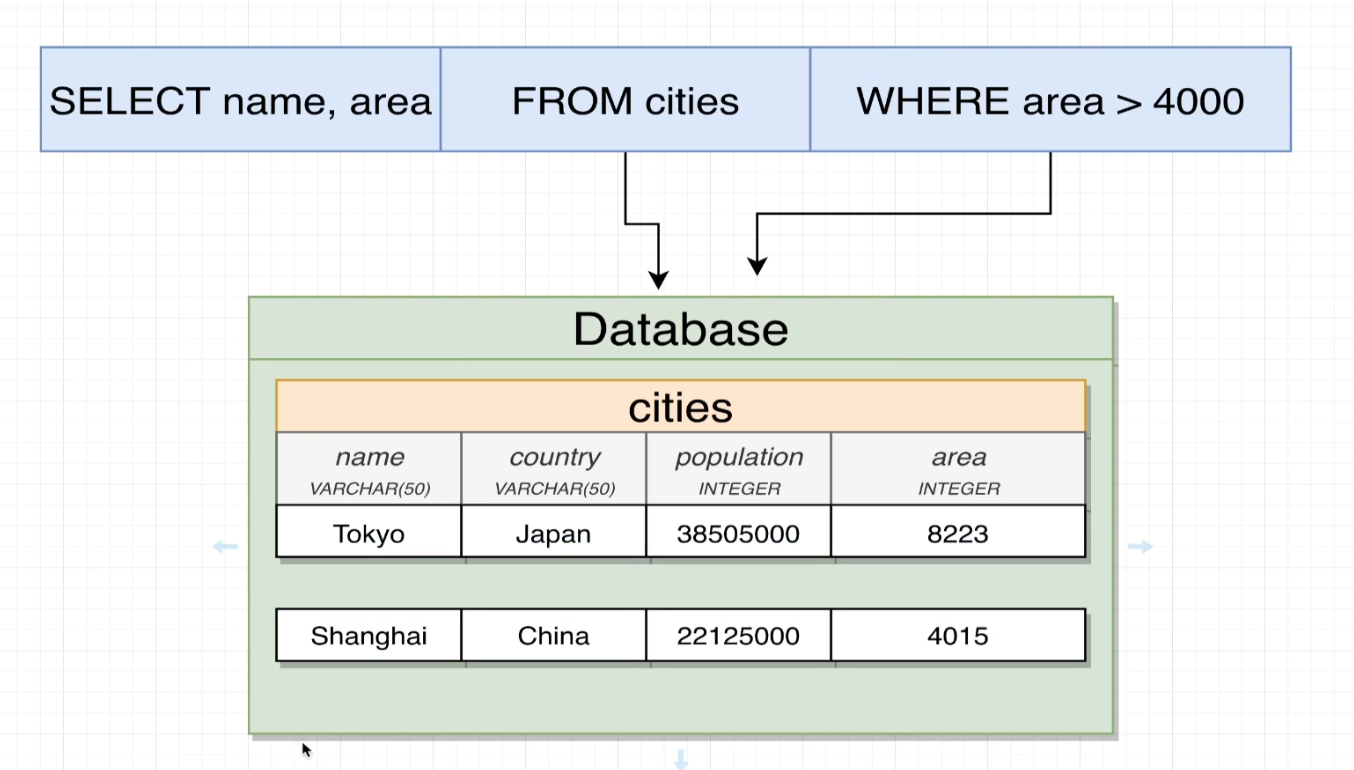 SELECT name, area FROM cities WHERE area > 4000
Database
cities
name country population area
VARCHAR(50) VARCHAR(50) INTEGER INTEGER
Tokyo Japan 38505000 8223
Shanghai China 22125000 4015